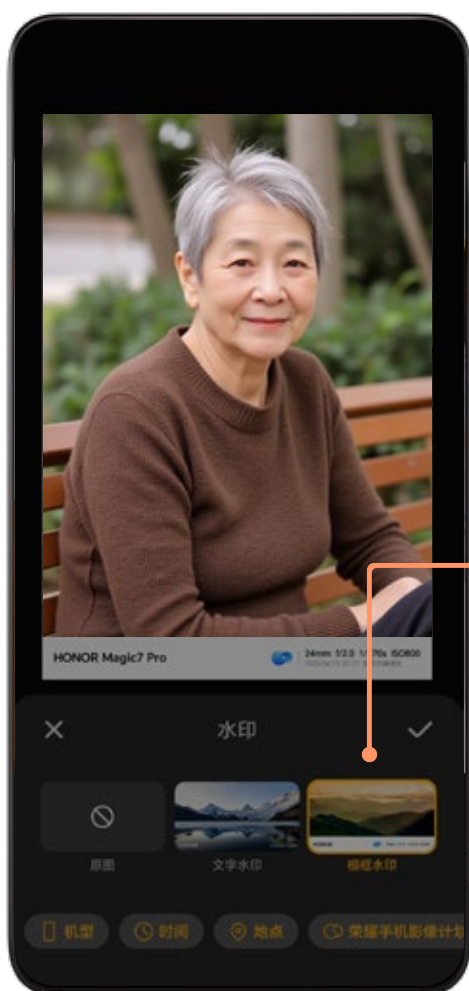 HONOR Magic7 Pro
24mm f/2.0 1/170s ISO800
水印
原图
文字水印
相框水印
机型
时间
地点
荣耀手机影像计划